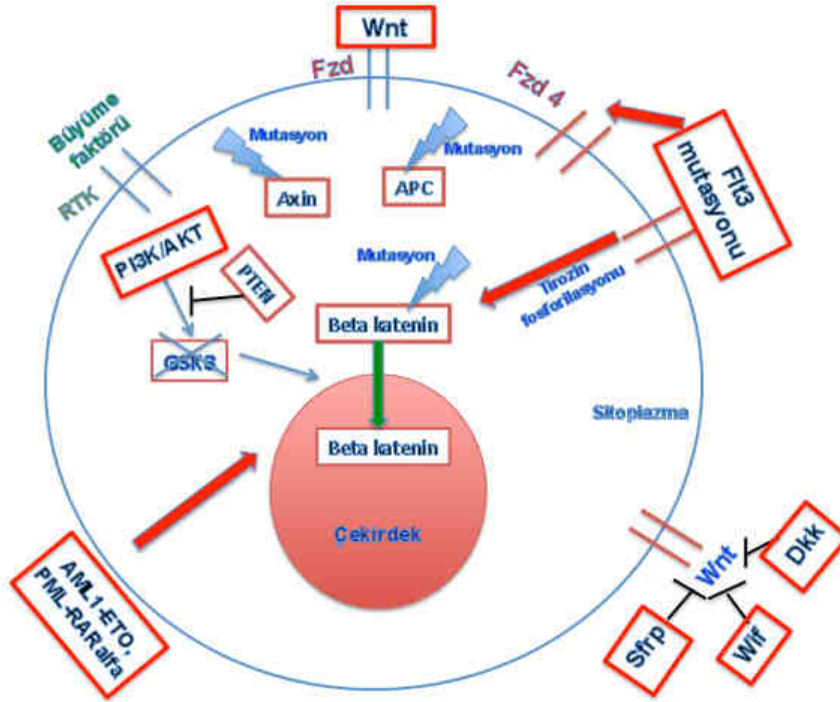 Wnt
Fzd
Fzd 4
Büyüme
faktörü
RTK
Mutasyon
Mutasyon
Axin
APC
Flt3
mutasyonu
PI3K/AKT
PTEN
Mutasyon
Tirozin
fosforilasyonu
Beta katenin
GSK3
Sitoplazma
Beta katenin
Çekirdek
AML1-ETO,
PML-RARalfa
Wnt
Dkk
Sfrp
Wif